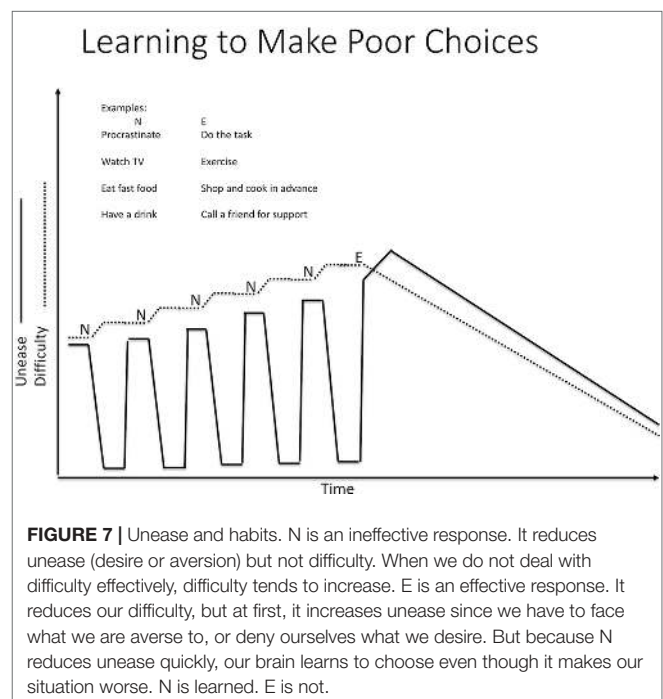 Learning to Make Poor Choices
Examples:
N E
Procrastinate Do the task
Watch TV Exercise
Eat fast food Shop and cook in advance
Have a drink Call a friend for support
Unease
Difficulty
N
N
N
N
N
E
Time
FIGURE 7 | Unease and habits. N is an ineffective response. It reduces
unease (desire or aversion) but not difficulty. When we do not deal with
difficulty effectively, difficulty tends to increase. E is an effective response. It
reduces our difficulty, but at first, it increases unease since we have to face
what we are averse to, or deny ourselves what we desire. But because N
reduces unease quickly, our brain learns to choose even though it makes our
situation worse. N is learned. E is not.